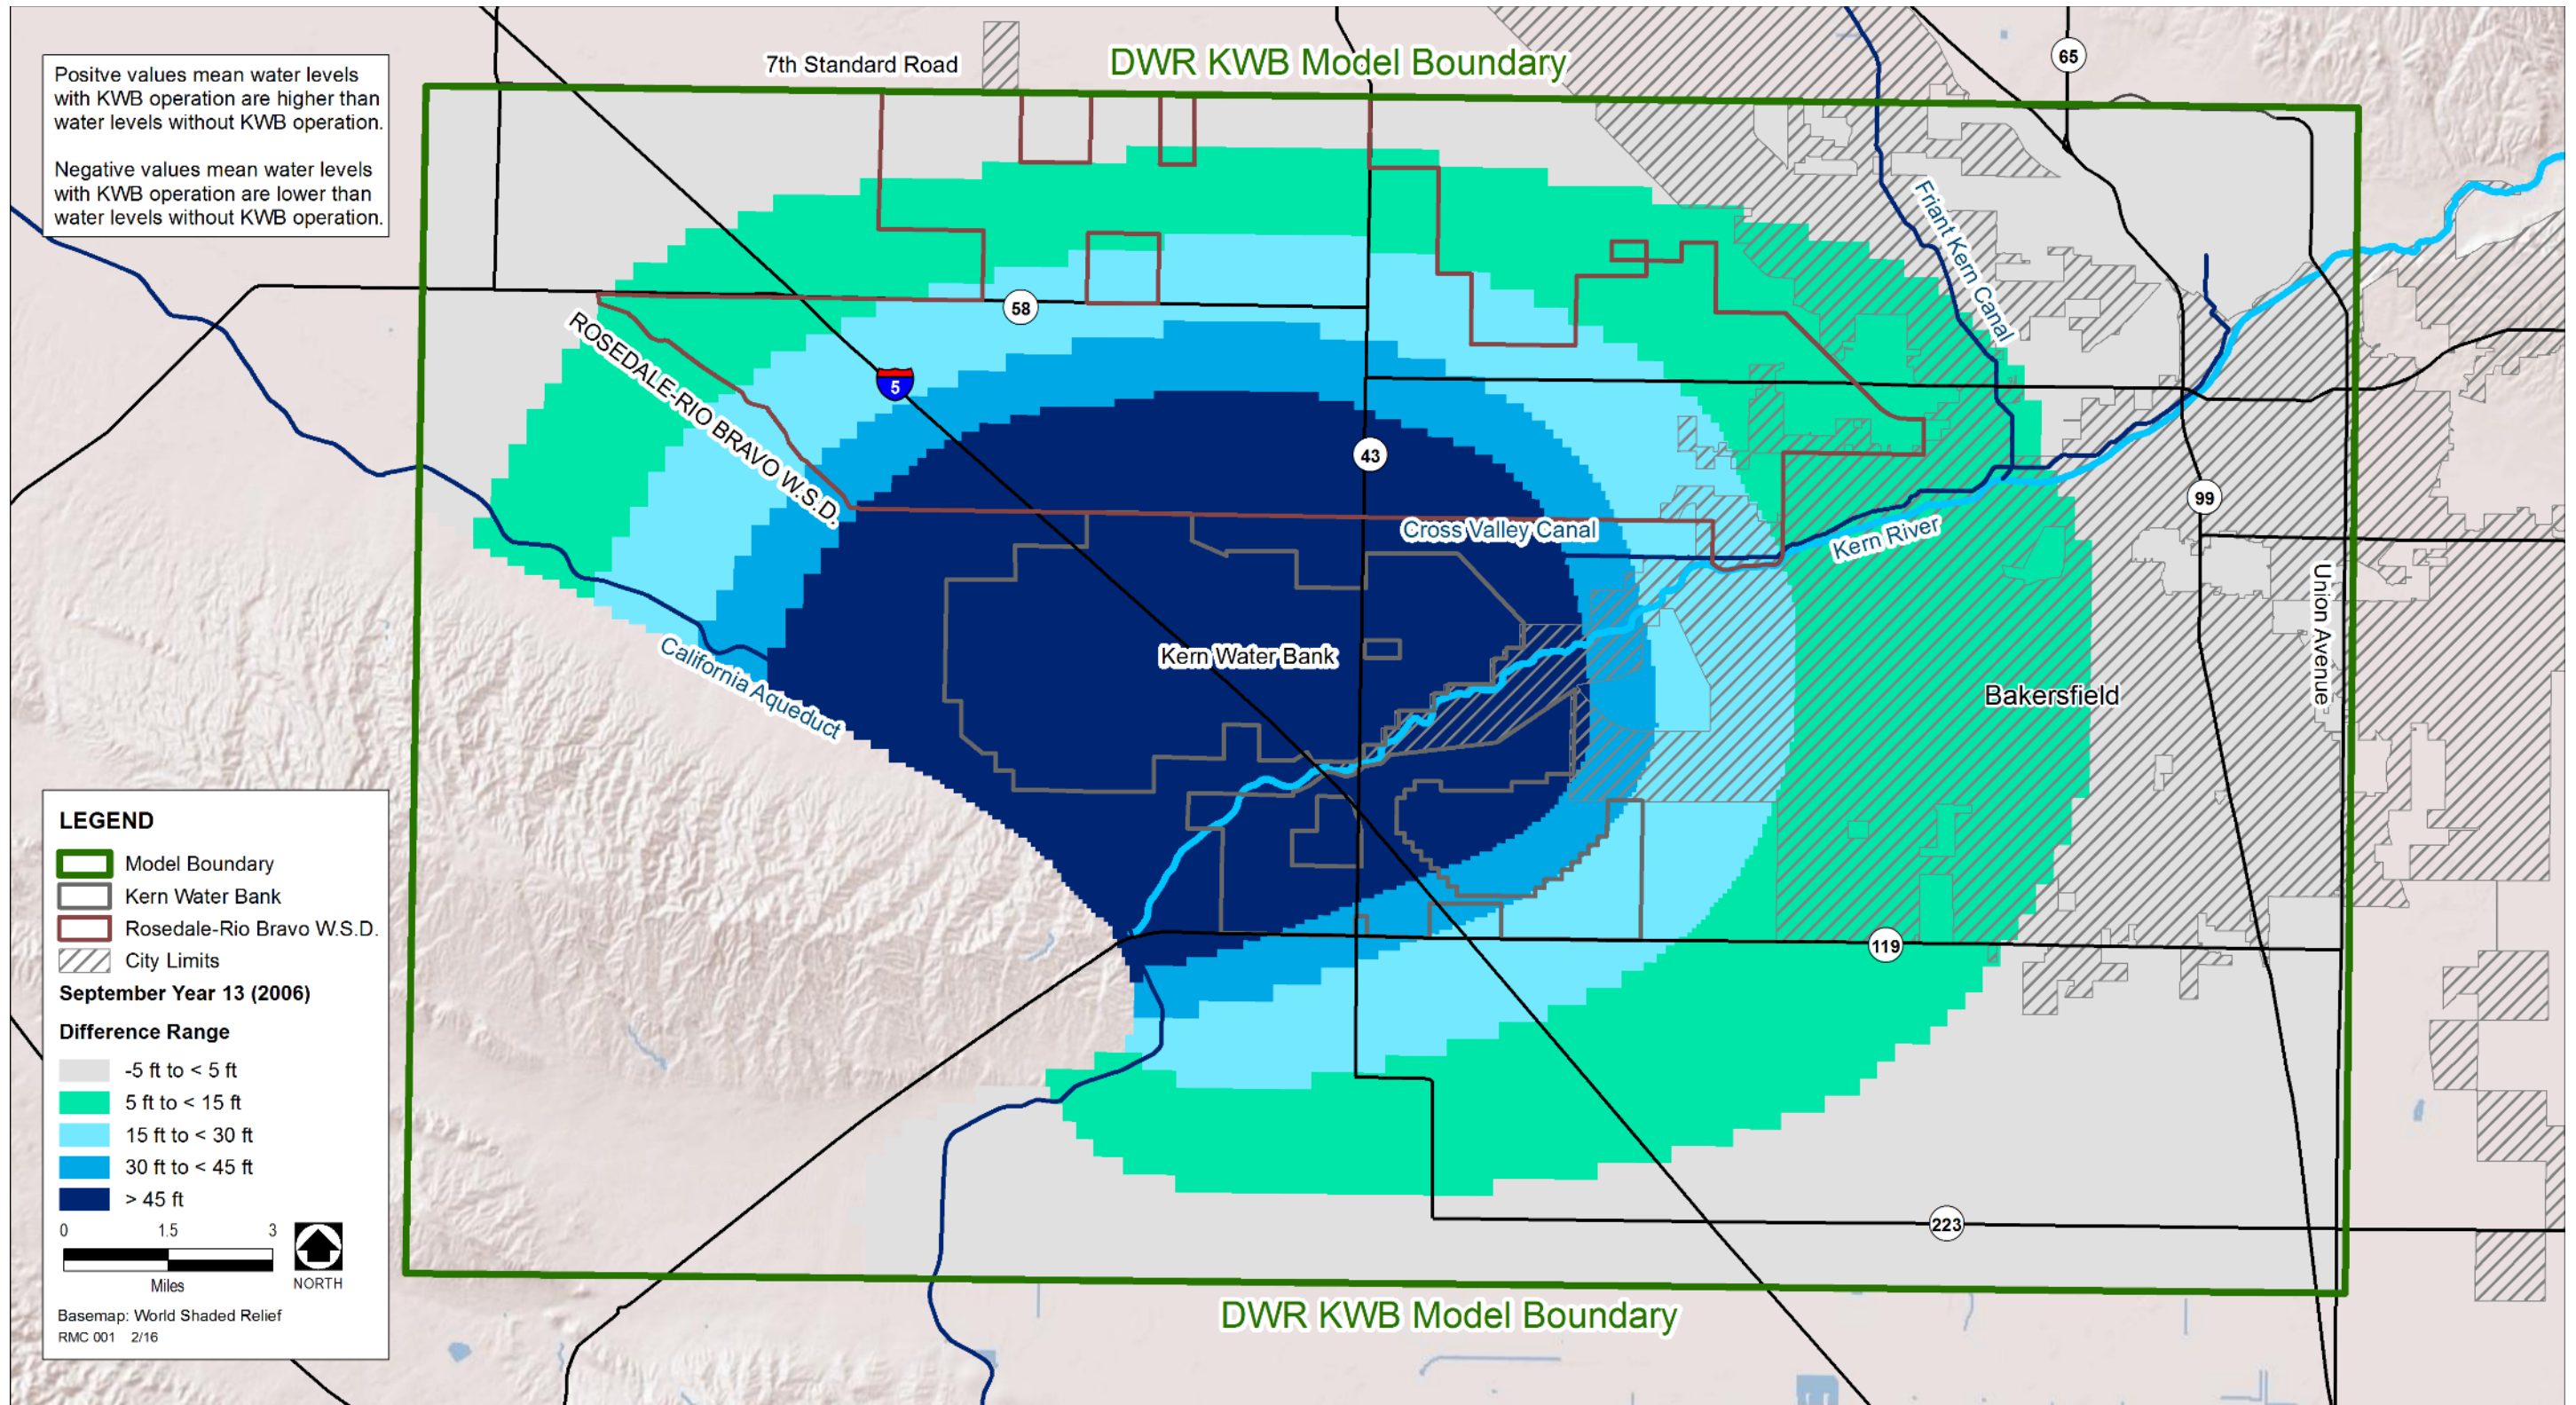 Positve values mean water levels
with KWB operation are higher than
water levels without KWB operation.
Negative values mean water levels
with KWB operation are lower than
water levels without KWB operation.
7th Standard Road
DWR KWB Model Boundary
65
Friant Kern Canal
58
ROSEDALE-RIO BRAVO W.S.D.
5
43
99
Cross Valley Canal
Kern River
Union Avenue
Kern Water Bank
California Aqueduct
Bakersfield
119
223
DWR KWB Model Boundary
LEGEND
Model Boundary
Kern Water Bank
Rosedale-Rio Bravo W.S.D.
City Limits
September Year 13 (2006)
Difference Range
-5 ft to < 5 ft
5 ft to < 15 ft
15 ft to < 30 ft
30 ft to < 45 ft
> 45 ft
0 1.5 3
Miles
NORTH
Basemap: World Shaded Relief
RMC 001 2/16